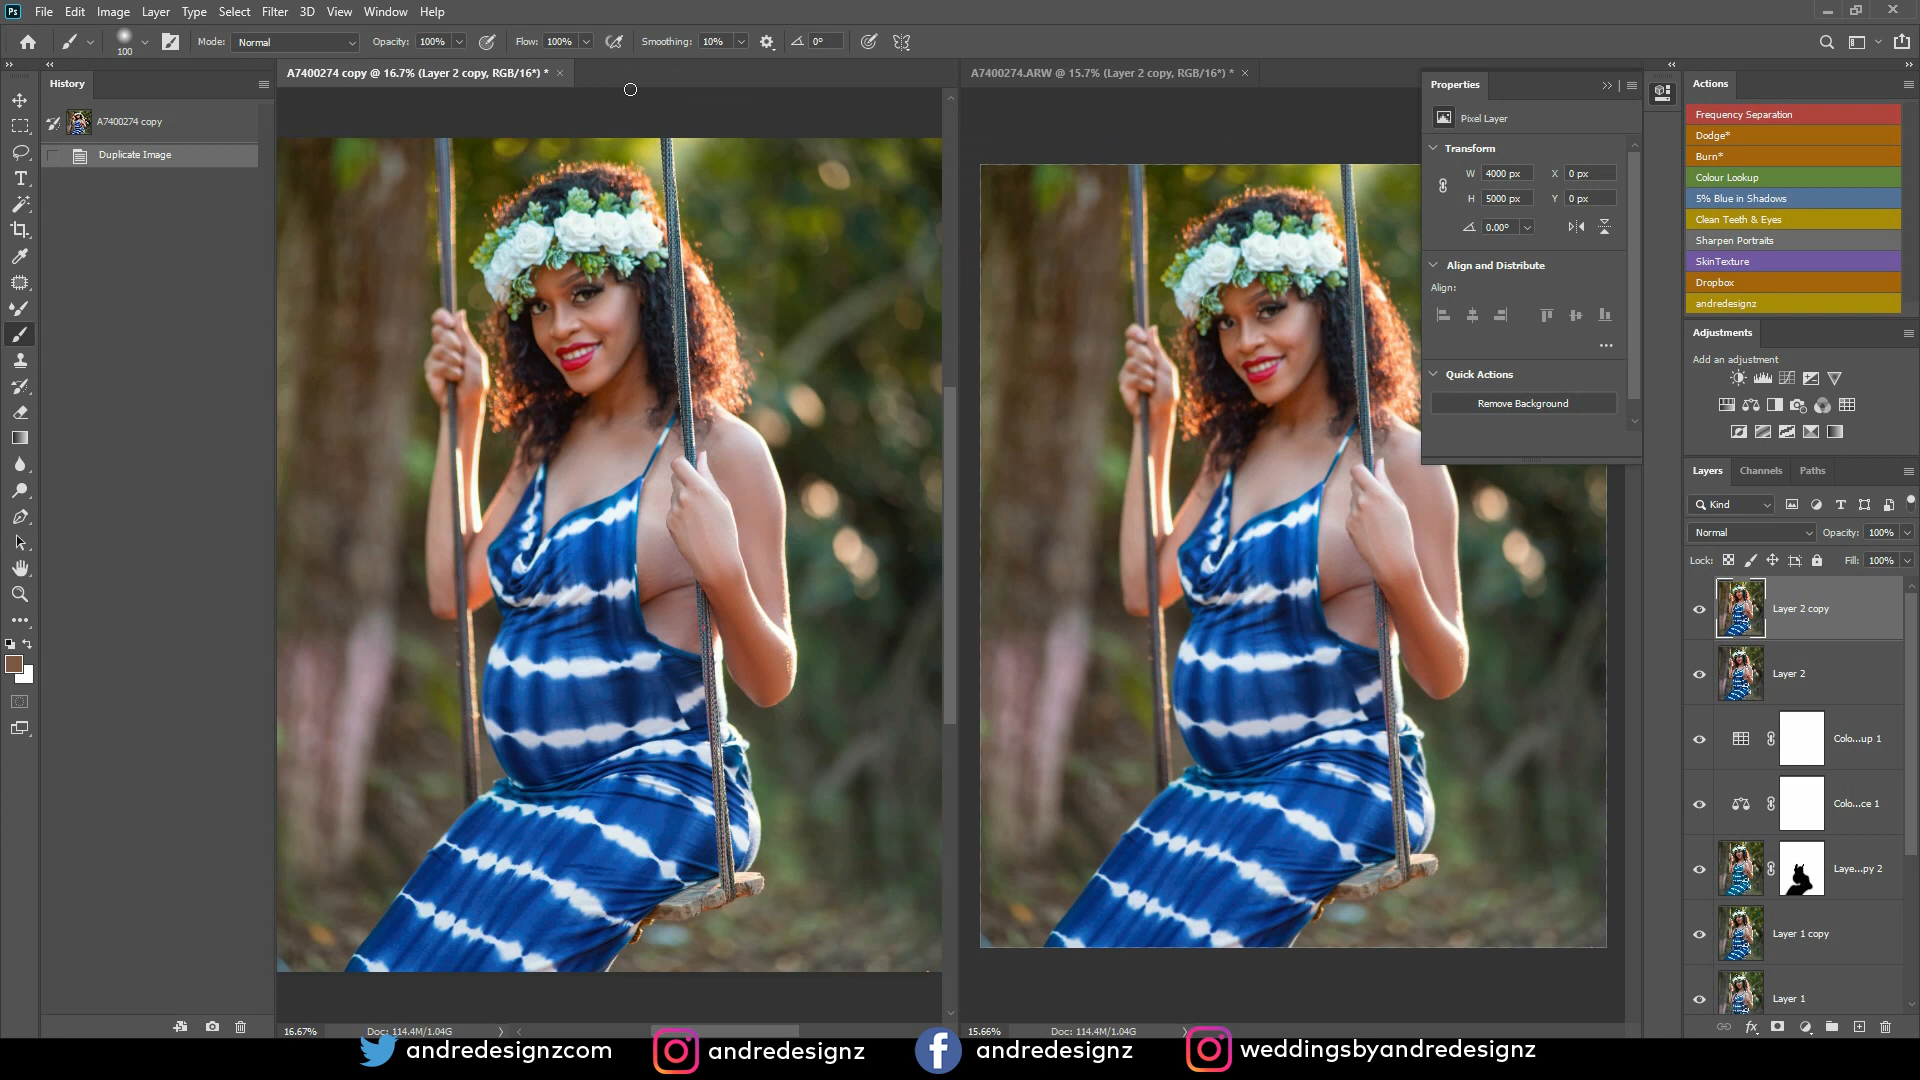 Ps File Edit Image Layer Type Select Filter 3D View Window Help
100 Mode: Normal Opacity: 100% Flow: 100% Smoothing: 10% 0°
A7400274 copy @ 16.7% (Layer 2 copy, RGB/16*) *
A7400274.ARW @ 15.7% (Layer 2 copy, RGB/16*) *
History
A7400274 copy
Duplicate Image
Properties
Pixel Layer
Transform
W 4000 px X 0 px
H 5000 px Y 0 px
0.00°
Align and Distribute
Align:
Quick Actions
Remove Background
Actions
Frequency Separation
Dodge*
Burn*
Colour Lookup
5% Blue in Shadows
Clean Teeth & Eyes
Sharpen Portraits
SkinTexture
Dropbox
andredesignz
Adjustments
Add an adjustment
Layers Channels Paths
Kind
Normal Opacity: 100%
Lock: Fill: 100%
Layer 2 copy
Layer 2
Colo...up 1
Colo...ce 1
Laye...py 2
Layer 1 copy
Layer 1
16.67% Doc: 114.4M/1.04G
15.66% Doc: 114.4M/1.04G
andredesignzcom andredesignz andredesignz weddingsbyandredesignz